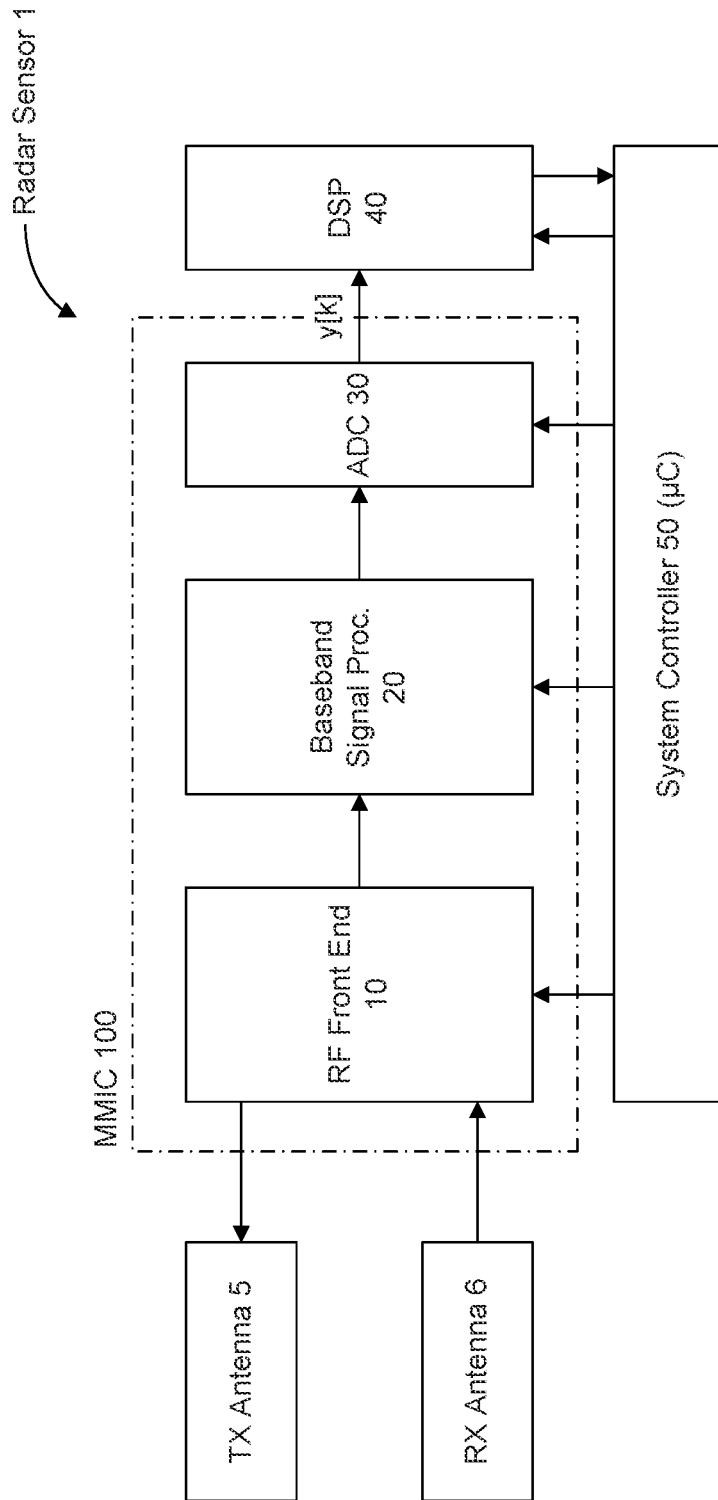 Radar Sensor 1
MMIC 100
TX Antenna 5
RX Antenna 6
RF Front End
10
Baseband
Signal Proc.
20
ADC 30
y[k]
DSP
40
System Controller 50 (µC)